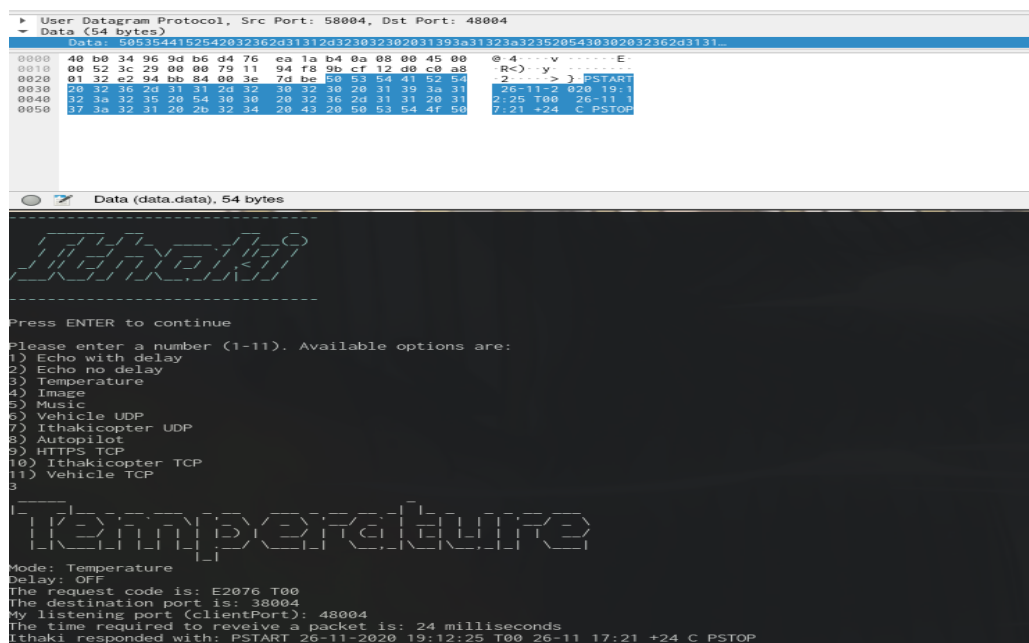 User Datagram Protocol, Src Port: 58004, Dst Port: 48004
Data (54 bytes)
Data: 5053544152542032362d31312d323032302031393a31323a3235205430302032362d3131…
0000 40 b0 34 96 9d b6 d4 76 ea 1a b4 0a 08 00 45 00 @·4····v ······E·
0010 00 52 3c 29 00 00 79 11 94 f8 9b cf 12 d0 c0 a8 ·R<)··y· ········
0020 01 32 e2 94 bb 84 00 3e 7d be 50 53 54 41 52 54 ·2·····> }·PSTART
0030 20 32 36 2d 31 31 2d 32 30 32 30 20 31 39 3a 31 26-11-2 020 19:1
0040 32 3a 32 35 20 54 30 30 20 32 36 2d 31 31 20 31 2:25 T00 26-11 1
0050 37 3a 32 31 20 2b 32 34 20 43 20 50 53 54 4f 50 7:21 +24 C PSTOP
Data (data.data), 54 bytes
--------------------------------
Ithaki
--------------------------------
Press ENTER to continue
Please enter a number (1-11). Available options are:
1) Echo with delay
2) Echo no delay
3) Temperature
4) Image
5) Music
6) Vehicle UDP
7) Ithakicopter UDP
8) Autopilot
9) HTTPS TCP
10) Ithakicopter TCP
11) Vehicle TCP
3
Temperature
Mode: Temperature
Delay: OFF
The request code is: E2076 T00
The destination port is: 38004
My listening port (clientPort): 48004
The time required to reveive a packet is: 24 milliseconds
Ithaki responded with: PSTART 26-11-2020 19:12:25 T00 26-11 17:21 +24 C PSTOP